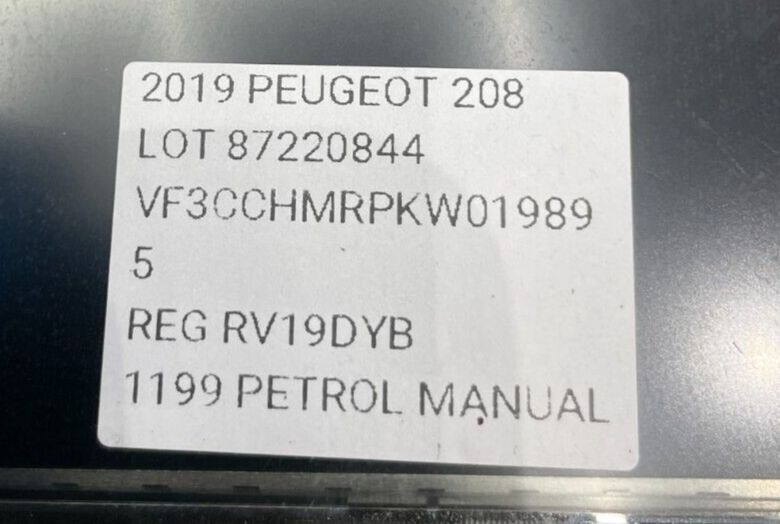 2019 PEUGEOT 208
LOT 87220844
VF3CCHMRPKW01989
5
REG RV19DYB
1199 PETROL MANUAL